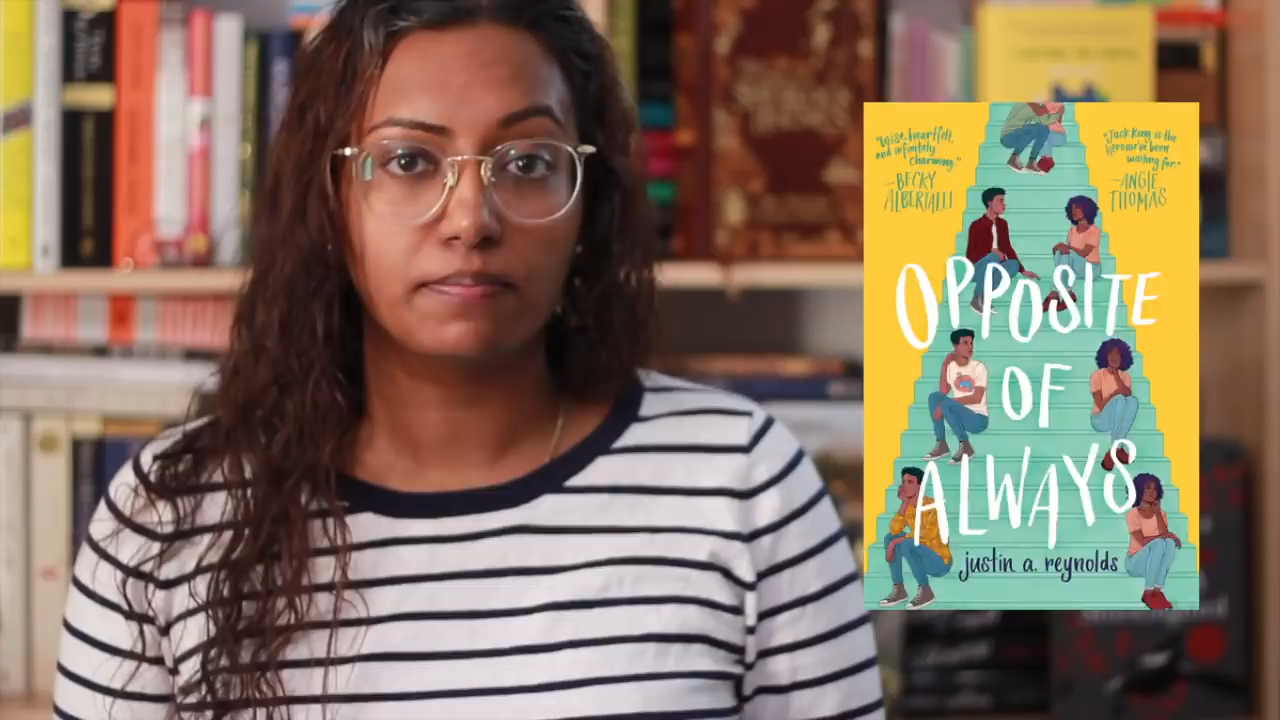 "Wise, heartfelt,
and infinitely
charming."
—BECKY
ALBERTALLI
"Jack King is the
hero we've been
waiting for."
—ANGIE
THOMAS
OPPOSITE
OF
ALWAYS
justin a. reynolds